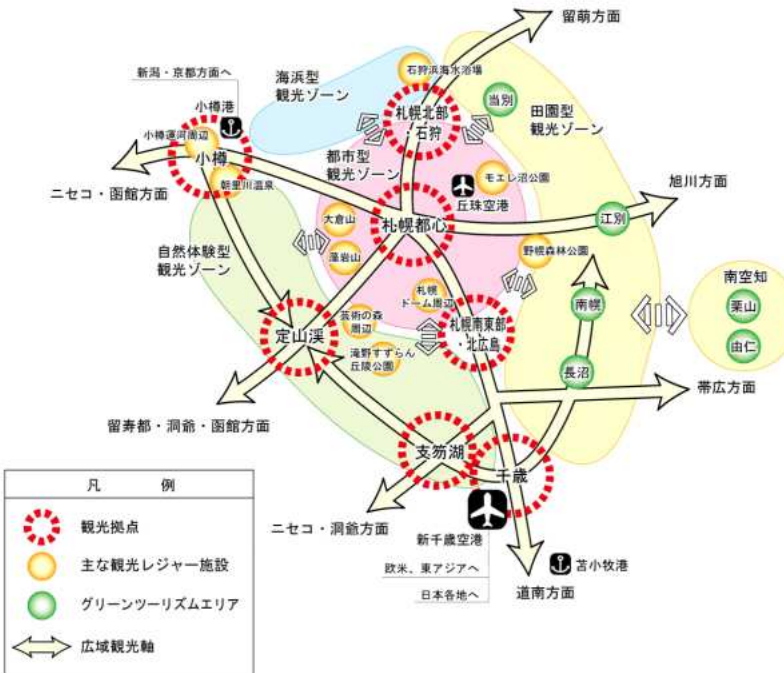 留萌方面
石狩浜海水浴場
新潟・京都方面へ
海浜型
観光ゾーン
当別
小樽港
札幌北部
・石狩
田園型
観光ゾーン
小樽運河周辺
小樽
都市型
観光ゾーン
モエレ沼公園
朝里川温泉
ニセコ・函館方面
丘珠空港
旭川方面
大倉山
札幌都心
江別
自然体験型
観光ゾーン
藻岩山
野幌森林公園
南空知
札幌
ドーム周辺
南幌
栗山
芸術の森
周辺
定山渓
札幌南東部
・北広島
由仁
滝野すずらん
丘陵公園
長沼
帯広方面
留寿都・洞爺・函館方面
支笏湖
千歳
ニセコ・洞爺方面
新千歳空港
欧米、東アジアへ
日本各地へ
苫小牧港
道南方面
凡 例
観光拠点
主な観光レジャー施設
グリーンツーリズムエリア
広域観光軸